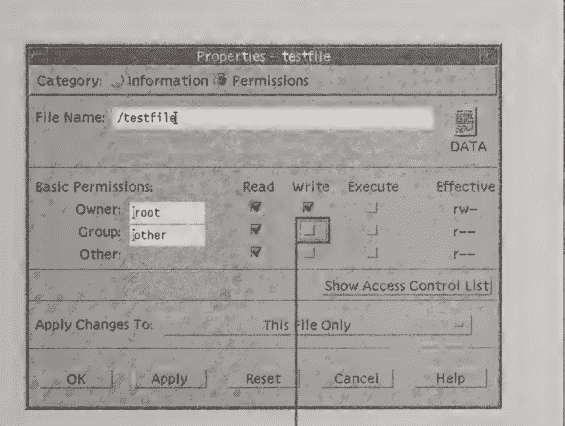 Properties - testfile
Category: Information Permissions
File Name: /testfile
DATA
Basic Permissions: Read Write Execute Effective
Owner: root rw-
Group: other r--
Other: r--
Show Access Control List
Apply Changes To: This File Only
OK Apply Reset Cancel Help